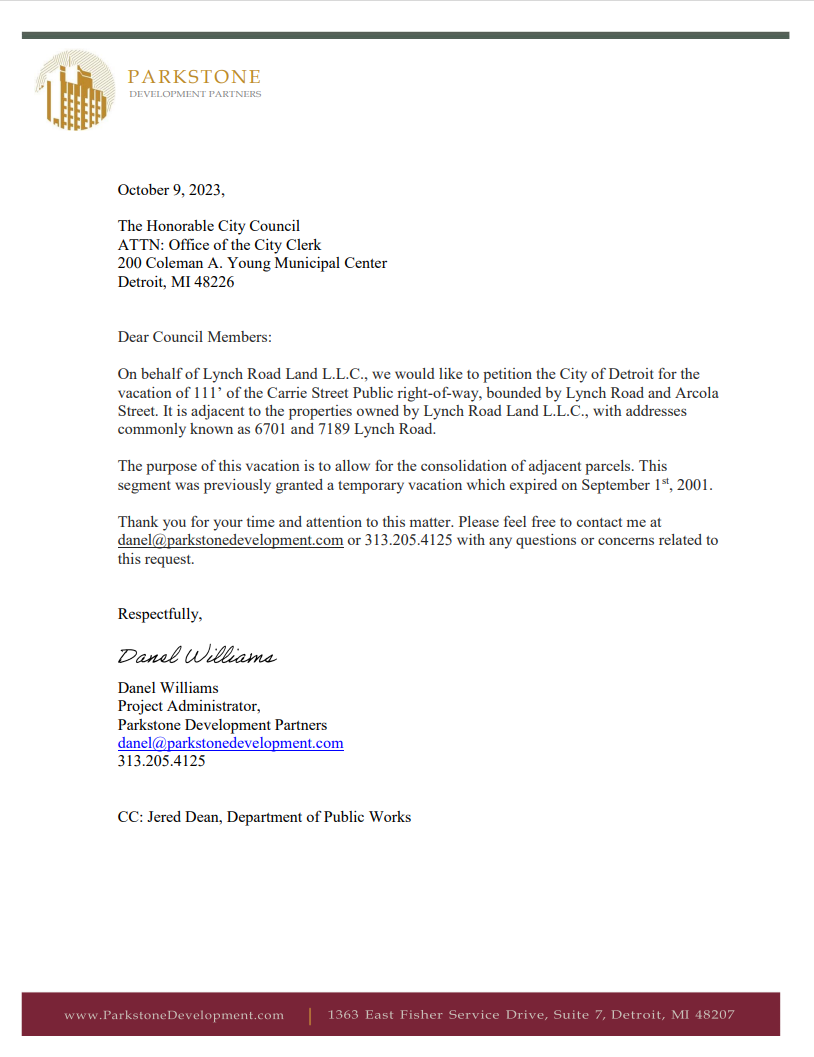 PARKSTONE
DEVELOPMENT PARTNERS
October 9, 2023,
The Honorable City Council
ATTN: Office of the City Clerk
200 Coleman A. Young Municipal Center
Detroit, MI 48226
Dear Council Members:
On behalf of Lynch Road Land L.L.C., we would like to petition the City of Detroit for the
vacation of 111’ of the Carrie Street Public right-of-way, bounded by Lynch Road and Arcola
Street. It is adjacent to the properties owned by Lynch Road Land L.L.C., with addresses
commonly known as 6701 and 7189 Lynch Road.
The purpose of this vacation is to allow for the consolidation of adjacent parcels. This
segment was previously granted a temporary vacation which expired on September 1st, 2001.
Thank you for your time and attention to this matter. Please feel free to contact me at
danel@parkstonedevelopment.com or 313.205.4125 with any questions or concerns related to
this request.
Respectfully,
Danel Williams
Danel Williams
Project Administrator,
Parkstone Development Partners
danel@parkstonedevelopment.com
313.205.4125
CC: Jered Dean, Department of Public Works
www.ParkstoneDevelopment.com | 1363 East Fisher Service Drive, Suite 7, Detroit, MI 48207